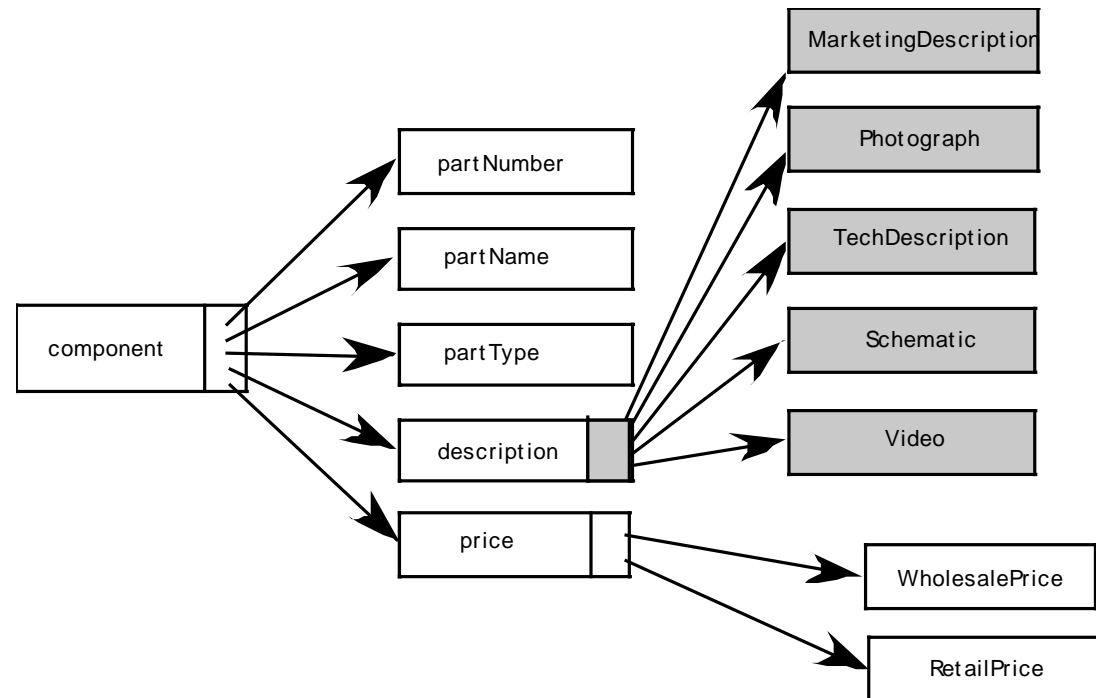 component
partNumber
partName
partType
description
price
MarketingDescription
Photograph
TechDescription
Schematic
Video
WholesalePrice
RetailPrice